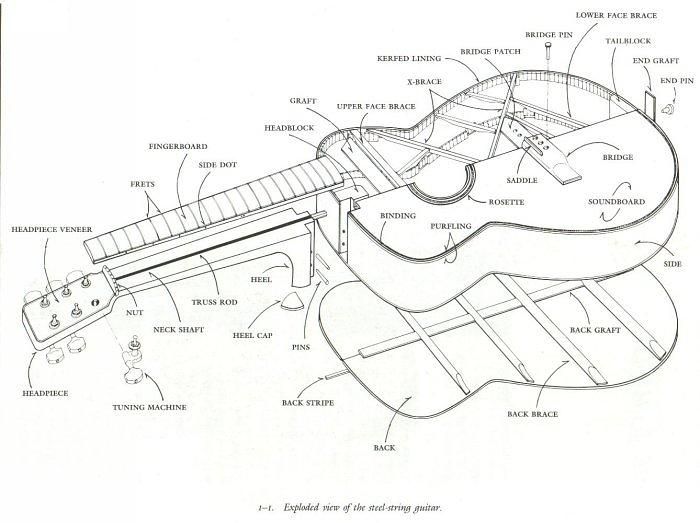 LOWER FACE BRACE
BRIDGE PIN
TAILBLOCK
BRIDGE PATCH
KERFED LINING
END GRAFT
X-BRACE
END PIN
GRAFT
UPPER FACE BRACE
HEADBLOCK
FINGERBOARD
SIDE DOT
BRIDGE
SADDLE
FRETS
ROSETTE
SOUNDBOARD
BINDING
HEADPIECE VENEER
PURFLING
SIDE
HEEL
TRUSS ROD
NUT
NECK SHAFT
HEEL CAP
BACK GRAFT
PINS
HEADPIECE
BACK STRIPE
TUNING MACHINE
BACK BRACE
BACK
1–1. Exploded view of the steel-string guitar.